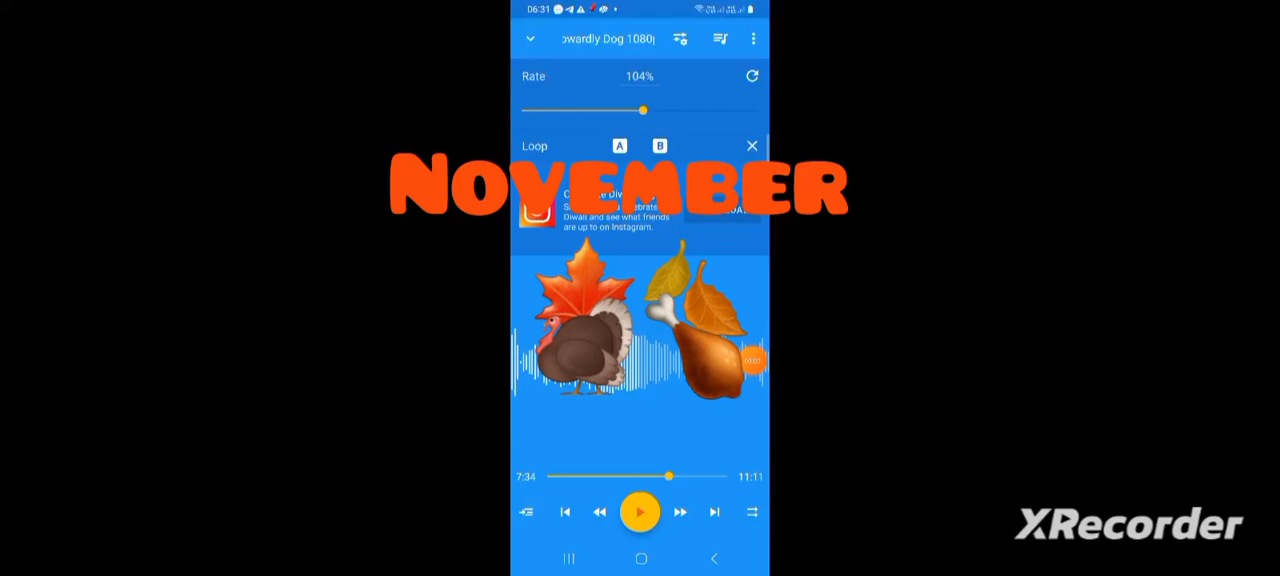 06:31
owardly Dog 1080p
Rate
104%
Loop
A
B
November
Diwali and see what friends
are up to on Instagram.
7:34
11:11
XRecorder